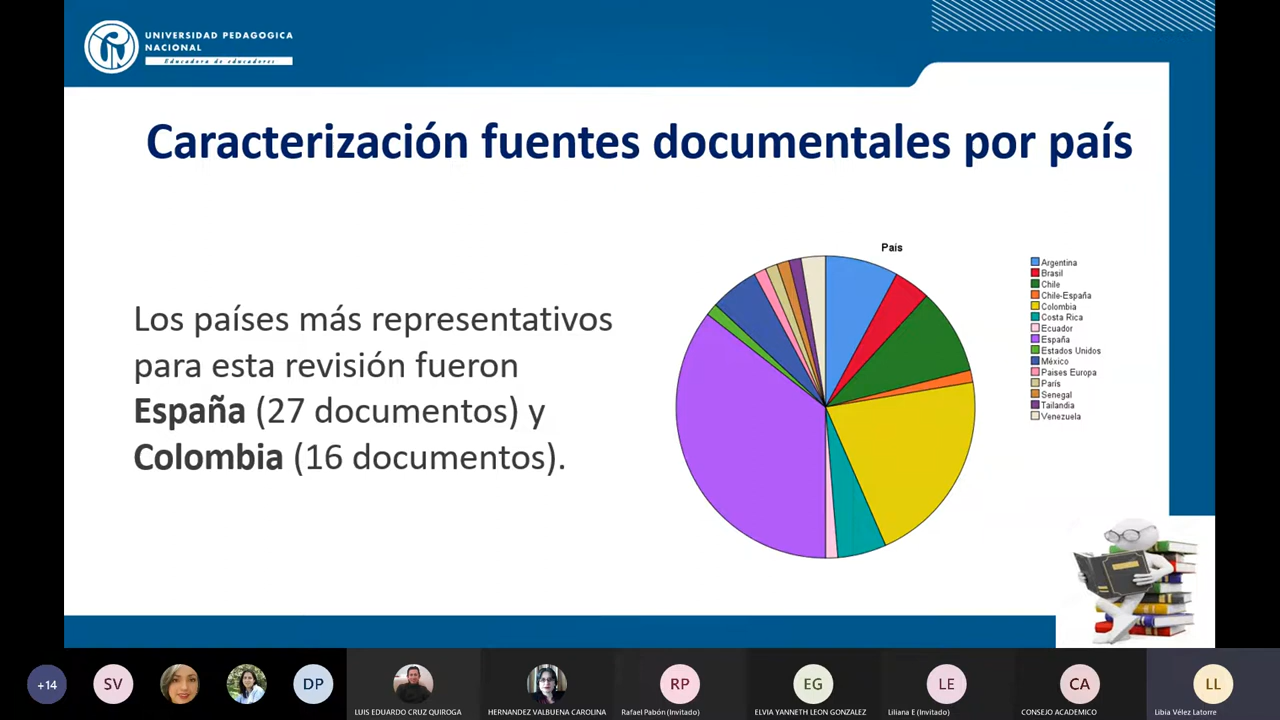 UNIVERSIDAD PEDAGOGICA
NACIONAL
Educadora de educadores
Caracterización fuentes documentales por país
Los países más representativos
para esta revisión fueron
España (27 documentos) y
Colombia (16 documentos).
País
Argentina
Brasil
Chile
Chile-España
Colombia
Costa Rica
Ecuador
España
Estados Unidos
México
Paises Europa
París
Senegal
Tailandia
Venezuela
+14
SV
DP
LUIS EDUARDO CRUZ QUIROGA
HERNANDEZ VALBUENA CAROLINA
RP
Rafael Pabón (Invitado)
EG
ELVIA YANNETH LEON GONZALEZ
LE
Liliana E (Invitado)
CA
CONSEJO ACADEMICO
LL
Libia Vélez Latorre